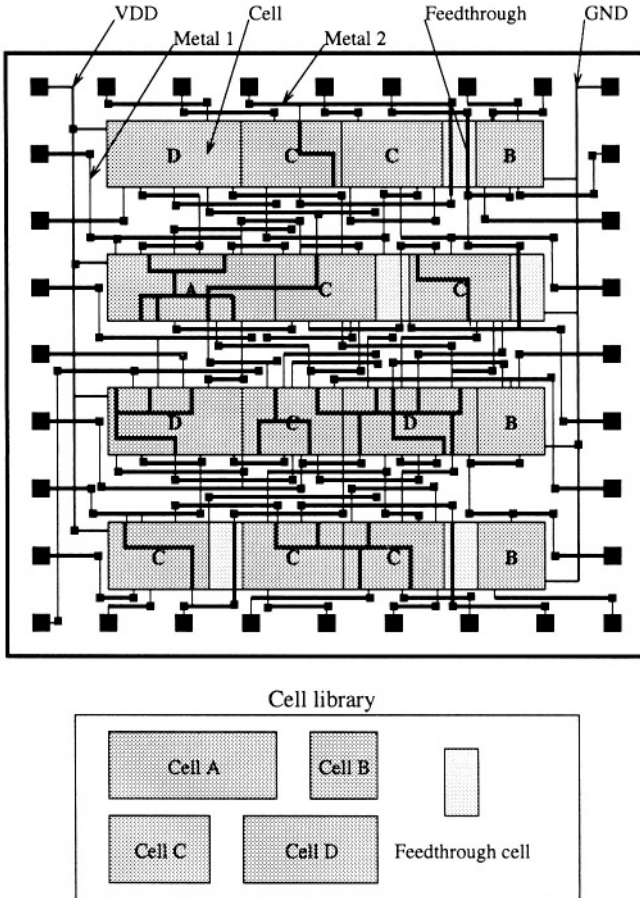 VDD Cell Feedthrough GND
Metal 1 Metal 2
D C C B
A C C
D C D B
C C C B
Cell library
Cell A Cell B
Cell C Cell D Feedthrough cell